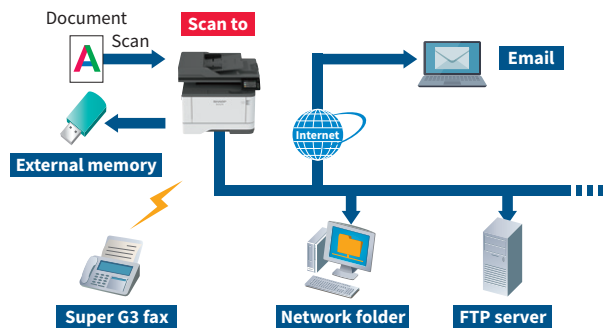 Document
Scan
A
Scan to
Email
Internet
External memory
Super G3 fax
Network folder
FTP server